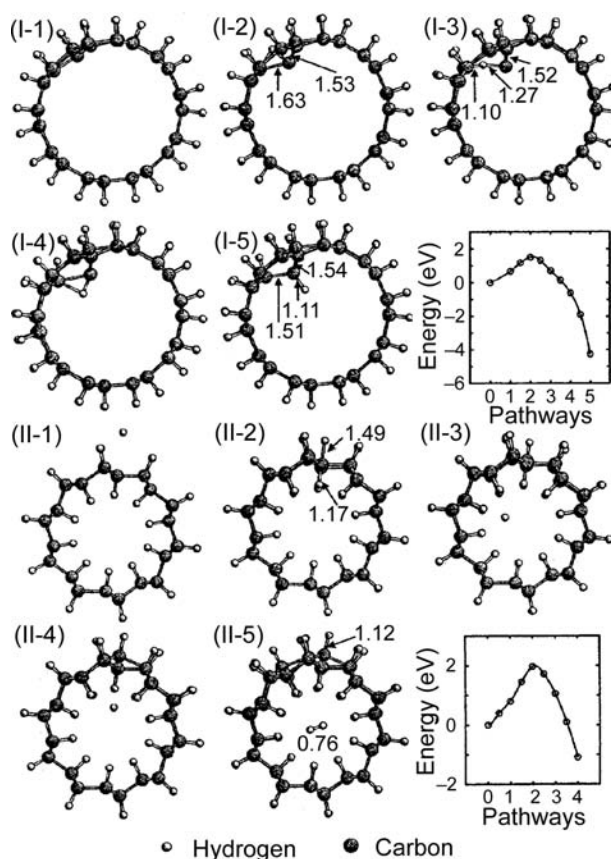 (I-1)
(I-2)
(I-3)
1.53
1.63
1.52
1.27
1.10
(I-4)
(I-5)
1.54
1.11
1.51
Energy (eV)
2
0
−2
−4
−6
0 1 2 3 4 5
Pathways
(II-1)
(II-2)
(II-3)
1.49
1.17
(II-4)
(II-5)
1.12
0.76
Energy (eV)
2
0
−2
0 1 2 3 4
Pathways
Hydrogen
Carbon